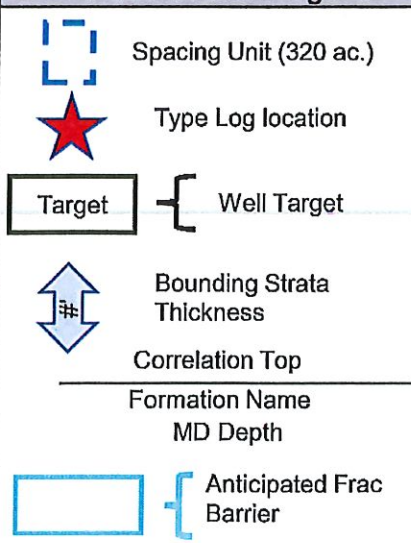 Spacing Unit (320 ac.)
Type Log location
Target
Well Target
#
Bounding Strata
Thickness
Correlation Top
Formation Name
MD Depth
Anticipated Frac
Barrier